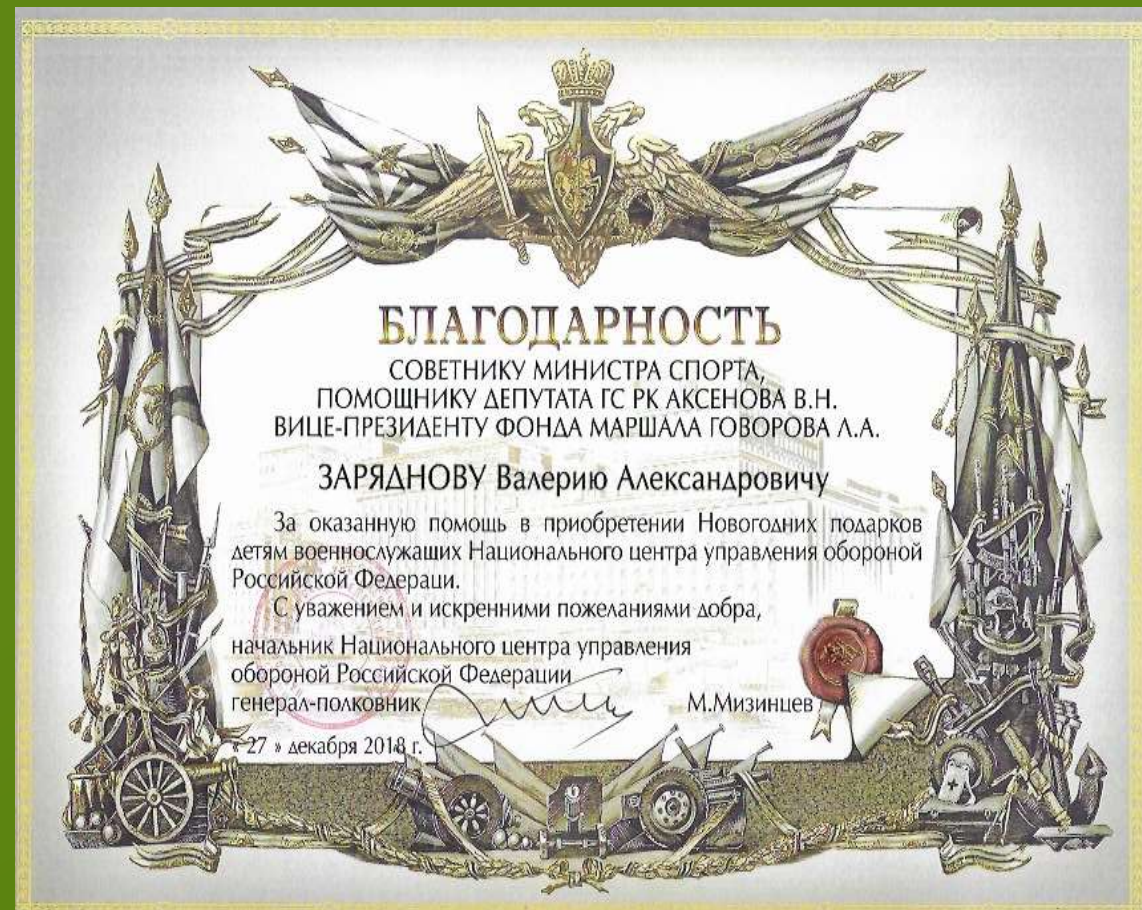 БЛАГОДАРНОСТЬ
СОВЕТНИКУ МИНИСТРА СПОРТА,
ПОМОЩНИКУ ДЕПУТАТА ГС РК АКСЕНОВА В.Н.
ВИЦЕ-ПРЕЗИДЕНТУ ФОНДА МАРШАЛА ГОВОРОВА Л.А.
ЗАРЯДНОВУ Валерию Александровичу
За оказанную помощь в приобретении Новогодних подарков
детям военнослужащих Национального центра управления обороной
Российской Федераци.
С уважением и искренними пожеланиями добра,
начальник Национального центра управления
обороной Российской Федерации
генерал-полковник М.Мизинцев
« 27 » декабря 2018 г.